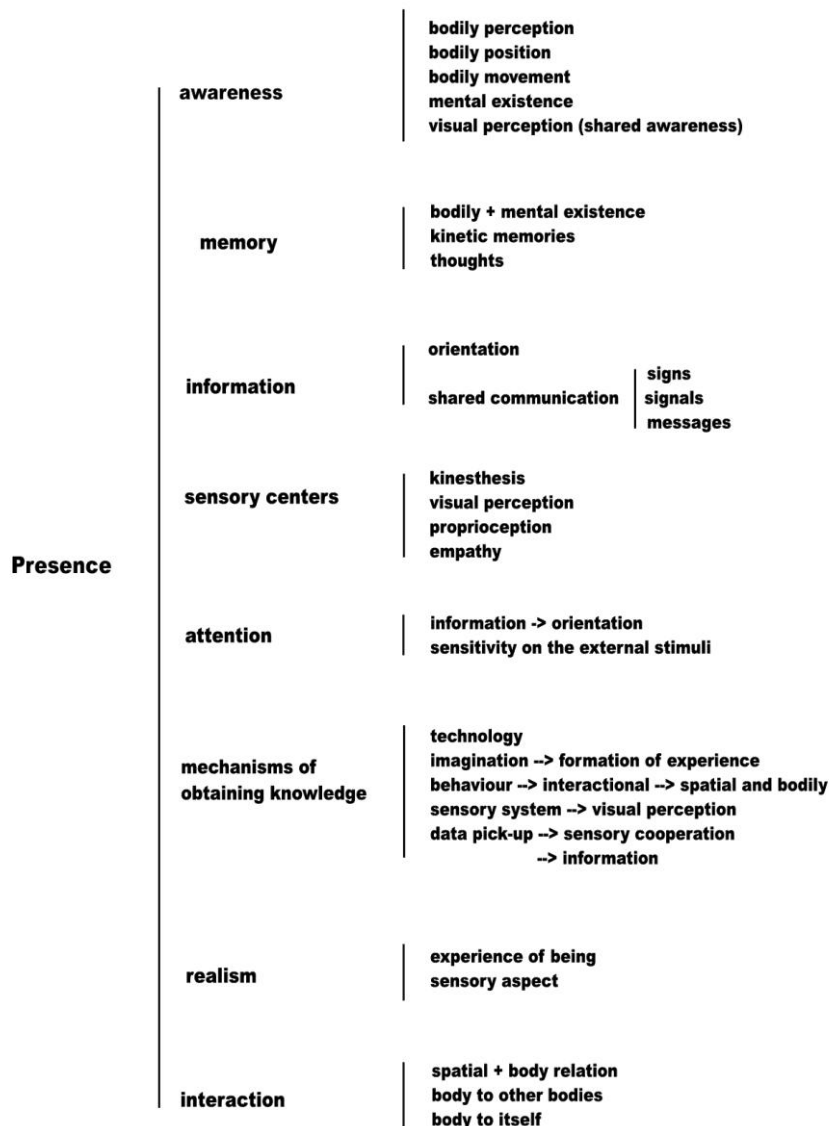 Presence
awareness
bodily perception
bodily position
bodily movement
mental existence
visual perception (shared awareness)
memory
bodily + mental existence
kinetic memories
thoughts
information
orientation
shared communication
signs
signals
messages
sensory centers
kinesthesis
visual perception
proprioception
empathy
attention
information -> orientation
sensitivity on the external stimuli
mechanisms of
obtaining knowledge
technology
imagination --> formation of experience
behaviour --> interactional --> spatial and bodily
sensory system --> visual perception
data pick-up --> sensory cooperation
--> information
realism
experience of being
sensory aspect
interaction
spatial + body relation
body to other bodies
body to itself